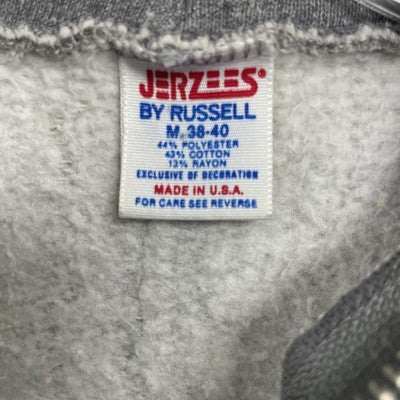 JERZEES®
BY RUSSELL
M 38-40
44% POLYESTER
43% COTTON
13% RAYON
EXCLUSIVE OF DECORATION
MADE IN U.S.A.
FOR CARE SEE REVERSE